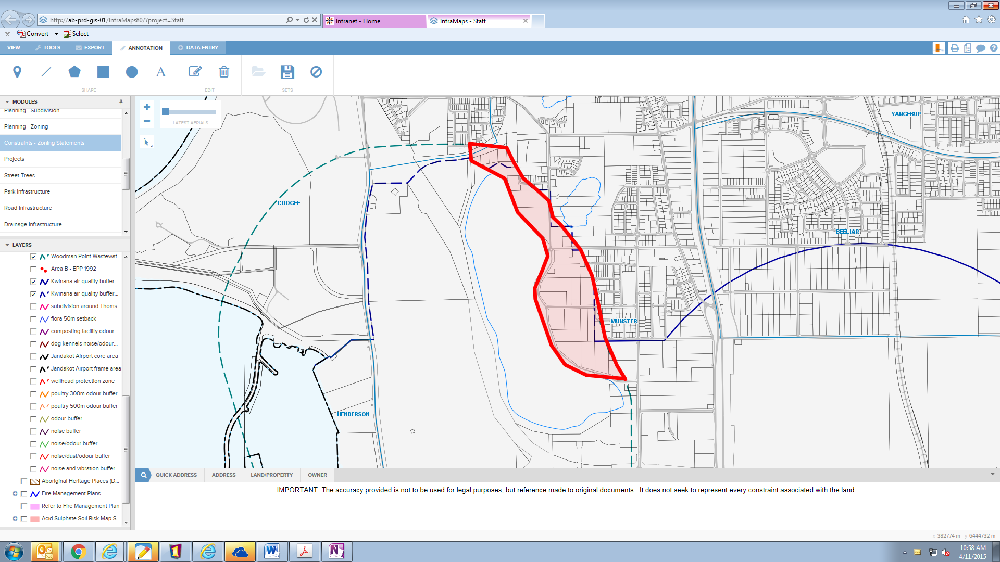 http://ab-prd-gis-01/IntraMaps80/?project=Staff
Intranet - Home
IntraMaps - Staff
x Convert Select
VIEW TOOLS EXPORT ANNOTATION DATA ENTRY
A
SHAPE EDIT SETS
MODULES
Planning - Subdivision
Planning - Zoning
Constraints - Zoning Statements
Projects
Street Trees
Park Infrastructure
Road Infrastructure
Drainage Infrastructure
LAYERS
Woodman Point Wastewat...
Area B - EPP 1992
Kwinana air quality buffer
Kwinana air quality buffer...
subdivision around Thoms...
flora 50m setback
composting facility odour...
dog kennels noise/odour...
Jandakot Airport core area
Jandakot Airport frame area
wellhead protection zone
poultry 300m odour buffer
poultry 500m odour buffer
odour buffer
noise buffer
noise/odour buffer
noise/dust/odour buffer
noise and vibration buffer
Aboriginal Heritage Places (D...
Fire Management Plans
Refer to Fire Management Plan
Acid Sulphate Soil Risk Map S...
LATEST AERIALS
YANGEBUP
COOGEE
BEELIAR
MUNSTER
HENDERSON
QUICK ADDRESS ADDRESS LAND/PROPERTY OWNER
IMPORTANT: The accuracy provided is not to be used for legal purposes, but reference made to original documents. It does not seek to represent every constraint associated with the land.
x 382774 m y 6444732 m
10:58 AM
4/11/2015